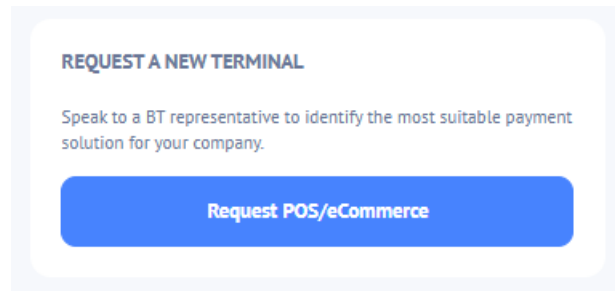 REQUEST A NEW TERMINAL
Speak to a BT representative to identify the most suitable payment
solution for your company.
Request POS/eCommerce